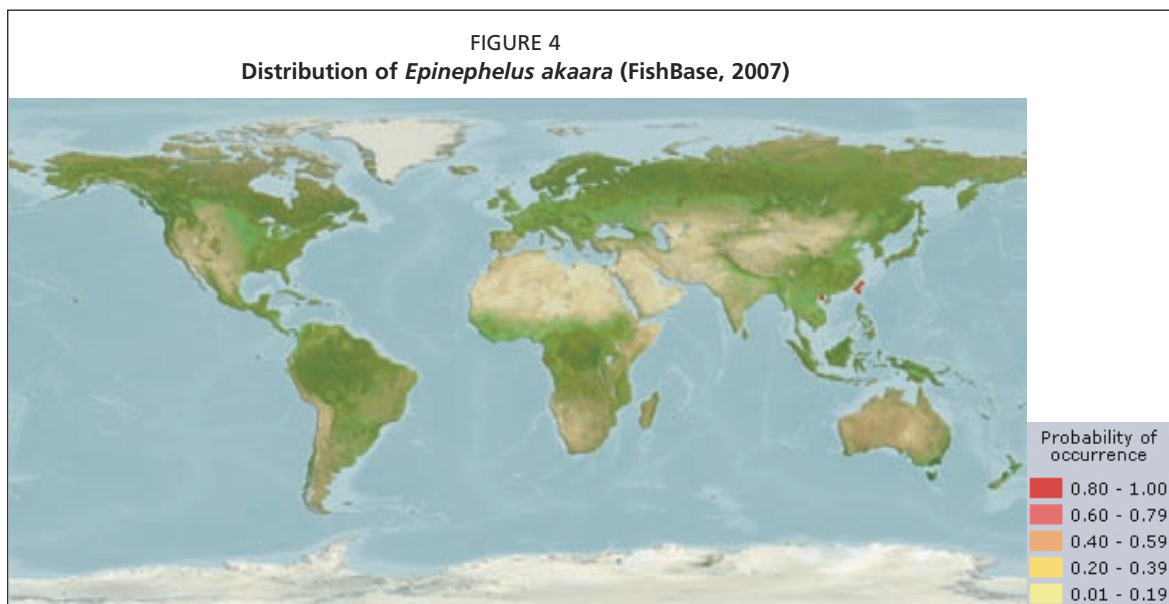 FIGURE 4
Distribution of Epinephelus akaara (FishBase, 2007)
Probability of
occurrence
0.80 - 1.00
0.60 - 0.79
0.40 - 0.59
0.20 - 0.39
0.01 - 0.19